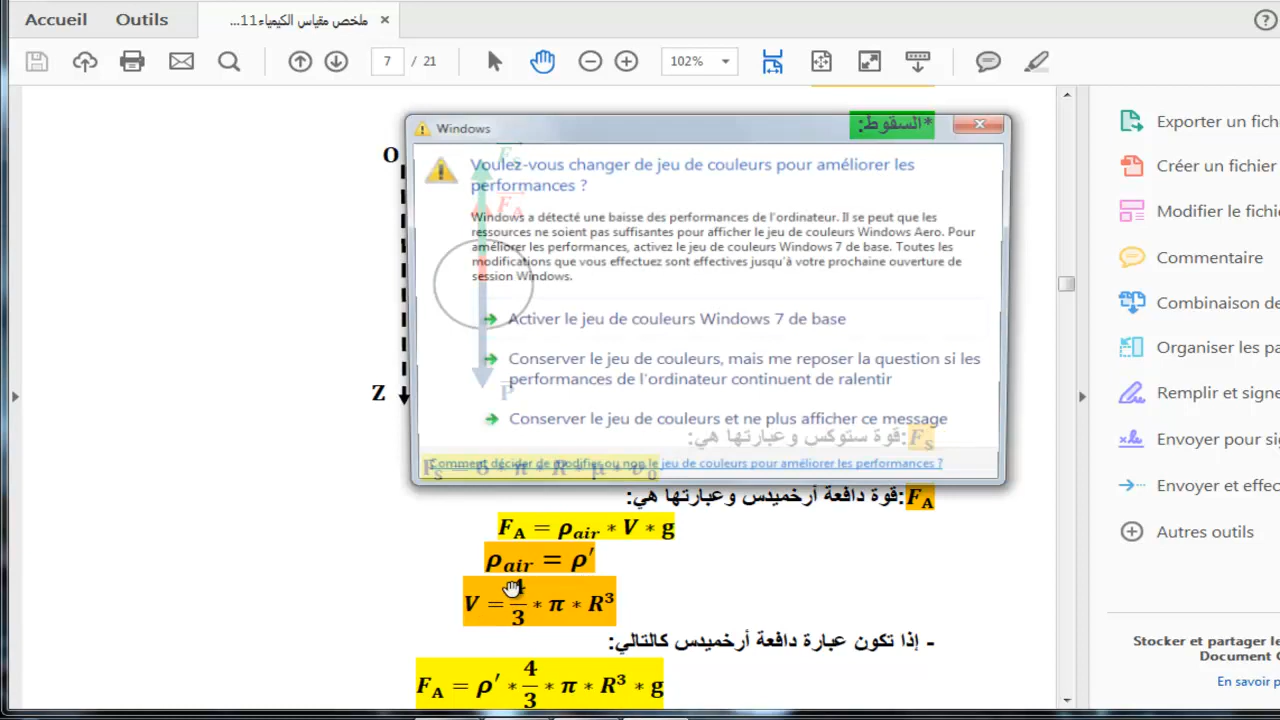 Accueil
Outils
ملخص مقياس الكيمياء11...
7 / 21
102%
*السقوط:
O
Windows
Voulez-vous changer de jeu de couleurs pour améliorer les
performances ?
Windows a détecté une baisse des performances de l'ordinateur. Il se peut que les
ressources ne soient pas suffisantes pour afficher le jeu de couleurs Windows Aero. Pour
améliorer les performances, activez le jeu de couleurs Windows 7 de base. Toutes les
modifications que vous effectuez sont effectives jusqu'à votre prochaine ouverture de
session Windows.
Activer le jeu de couleurs Windows 7 de base
Conserver le jeu de couleurs, mais me reposer la question si les
performances de l'ordinateur continuent de ralentir
Conserver le jeu de couleurs et ne plus afficher ce message
Comment décider de modifier ou non le jeu de couleurs pour améliorer les performances ?
F_S
F_A
Z
P
F_S:قوة ستوكس وعبارتها هي:
F_S = 6 * π * R * μ * υ_0
F_A:قوة دافعة أرخميدس وعبارتها هي:
F_A = ρ_air * V * g
ρ_air = ρ′
V = 4/3 * π * R³
- إذا تكون عبارة دافعة أرخميدس كالتالي:
F_A = ρ′ * 4/3 * π * R³ * g
Exporter un fich
Créer un fichier
Modifier le fichie
Commentaire
Combinaison de
Organiser les pa
Remplir et signe
Envoyer pour sig
Envoyer et effec
Autres outils
Stocker et partager le
Document C
En savoir p